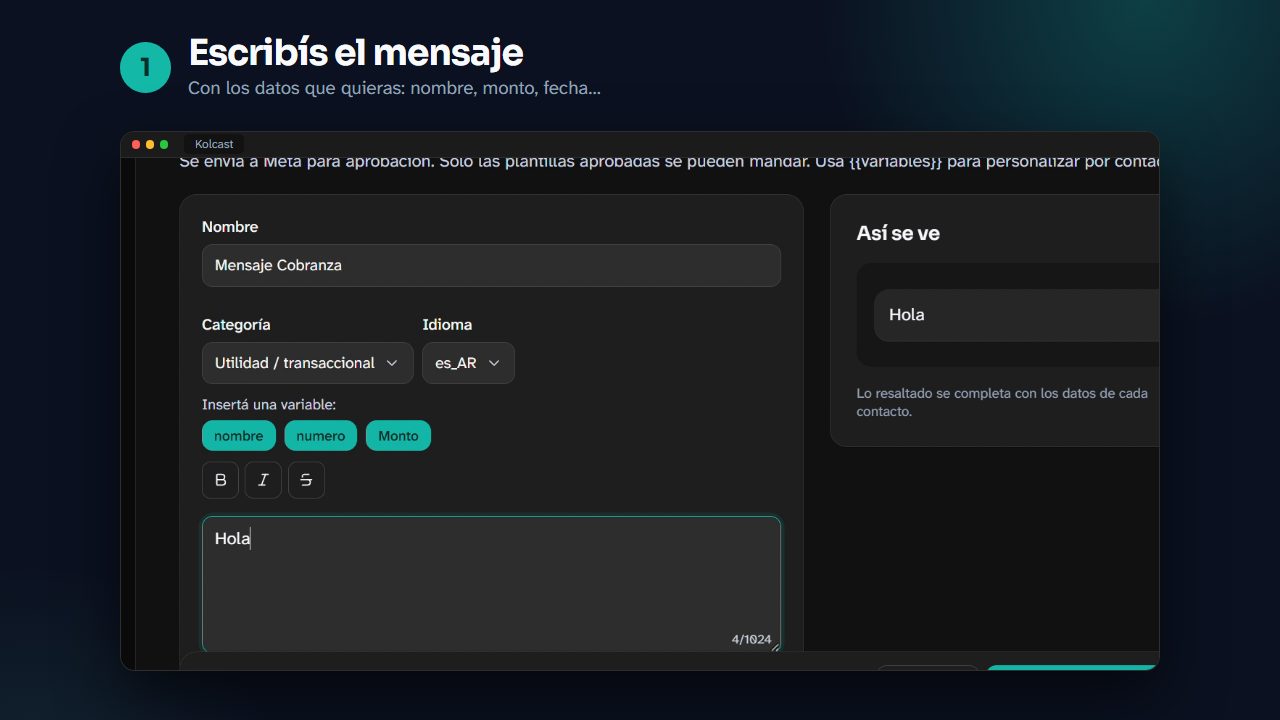 1
Escribís el mensaje
Con los datos que quieras: nombre, monto, fecha...
Kolcast
Se envía a Meta para aprobación. Solo las plantillas aprobadas se pueden mandar. Usá {{variables}} para personalizar por
Nombre
Mensaje Cobranza
Categoría
Idioma
Utilidad / transaccional
es_AR
Insertá una variable:
nombre
numero
Monto
B
I
S
Hola
4/1024
Así se ve
Hola
Lo resaltado se completa con los datos de cada
contacto.